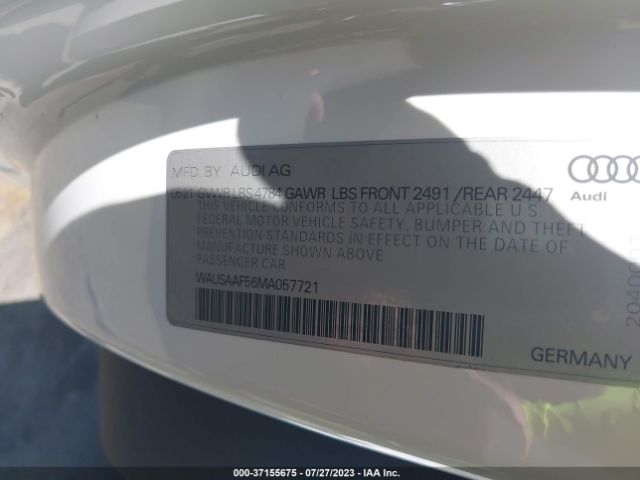 MFD. BY AUDI AG
0521 GVWR LBS 4784 GAWR LBS FRONT 2491 /REAR 2447
THIS VEHICLE CONFORMS TO ALL APPLICABLE U.S.
FEDERAL MOTOR VEHICLE SAFETY, BUMPER AND THEFT
PREVENTION STANDARDS IN EFFECT ON THE DATE OF
MANUFACTURE SHOWN ABOVE
PASSENGER CAR
WAUSAAF56MA057721
Audi
GERMANY
000-37155675 - 07/27/2023 - IAA Inc.